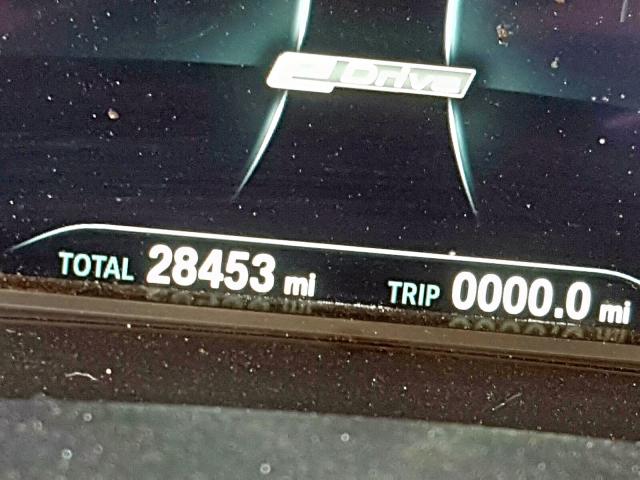 eDrive
TOTAL 28453 mi TRIP 0000.0 mi